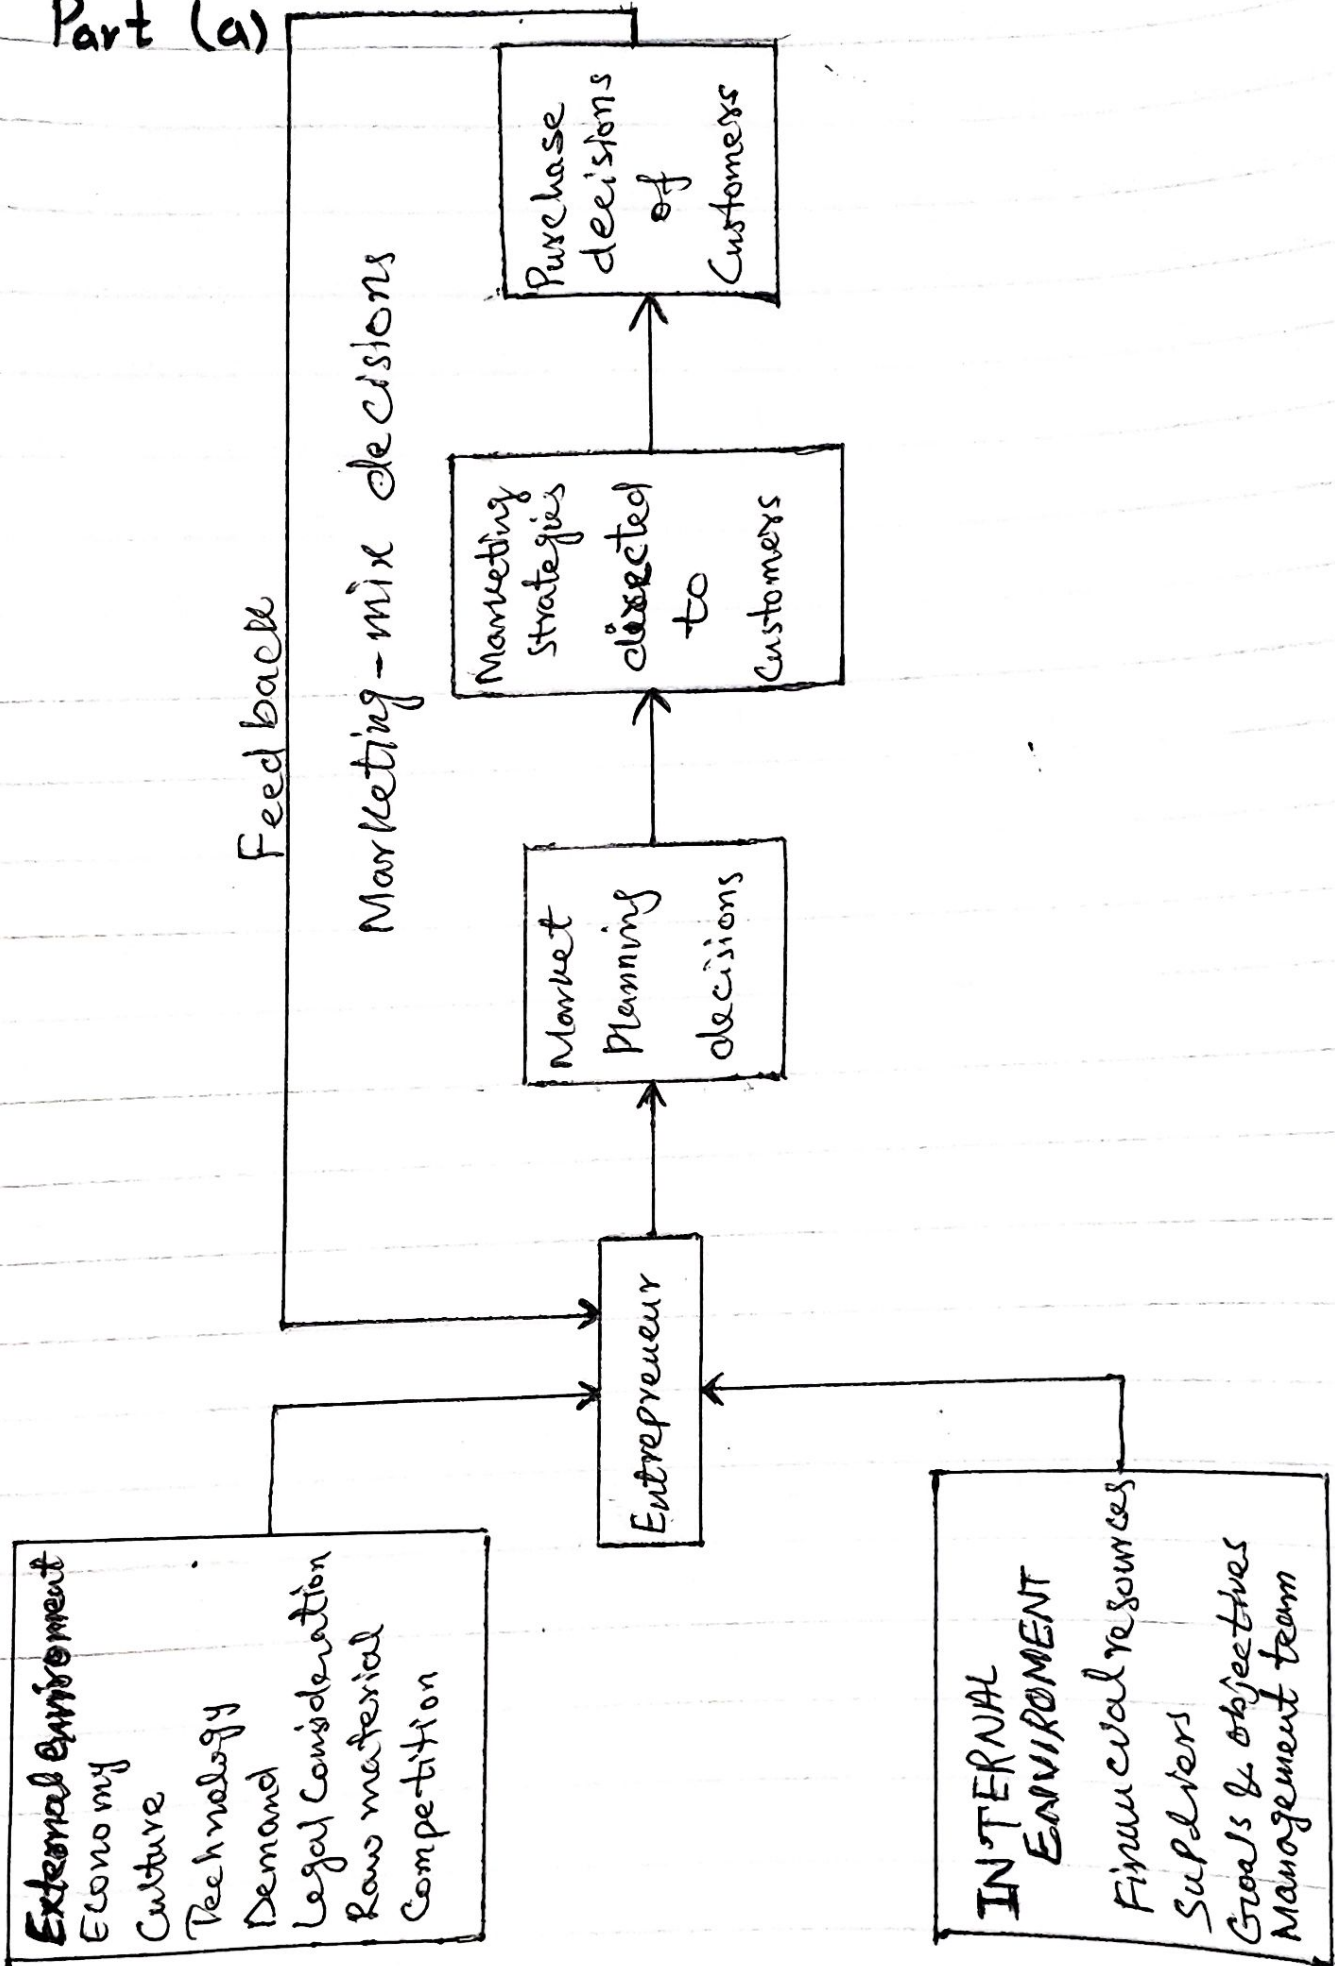 Part (a)
Feedback
Marketing-mix decisions
External Enviroment
Economy
Culture
Technology
Demand
Legal Consideration
Raw material
Competition
Entrepreneur
Market
Planning
decisions
Marketing
Strategies
directed
to
Customers
Purchase
decisions
of
Customers
INTERNAL
ENVIROMENT
Financial resources
Suppliers
Goals & objectives
Management team